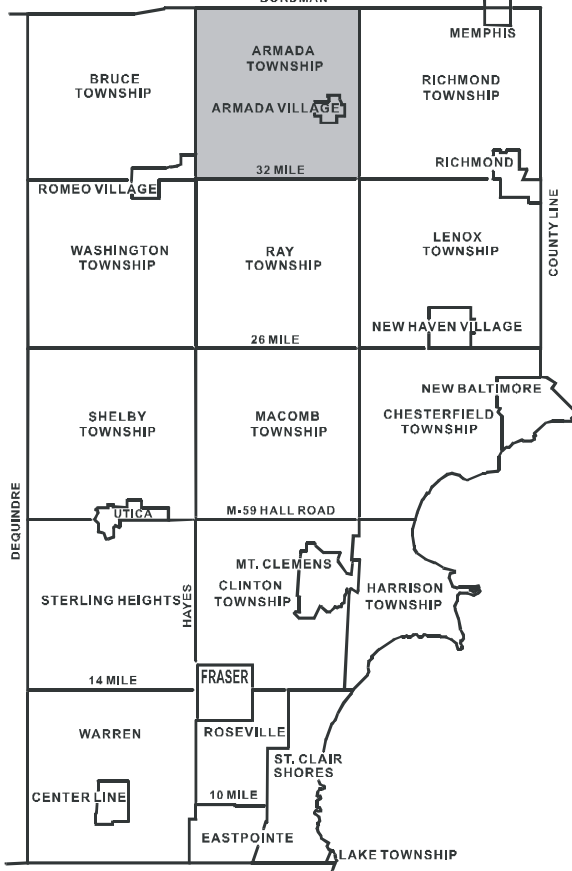 BORDMAN
MEMPHIS
ARMADA
TOWNSHIP
BRUCE
TOWNSHIP
RICHMOND
TOWNSHIP
ARMADA VILLAGE
32 MILE
RICHMOND
ROMEO VILLAGE
COUNTY LINE
WASHINGTON
TOWNSHIP
RAY
TOWNSHIP
LENOX
TOWNSHIP
NEW HAVEN VILLAGE
26 MILE
NEW BALTIMORE
SHELBY
TOWNSHIP
MACOMB
TOWNSHIP
CHESTERFIELD
TOWNSHIP
DEQUINDRE
UTICA
M-59 HALL ROAD
MT. CLEMENS
STERLING HEIGHTS
HAYES
CLINTON
TOWNSHIP
HARRISON
TOWNSHIP
14 MILE
FRASER
WARREN
ROSEVILLE
ST. CLAIR
SHORES
CENTER LINE
10 MILE
EASTPOINTE
LAKE TOWNSHIP